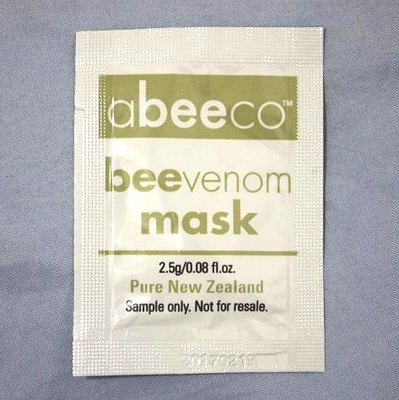 abeeco™
beevenom
mask
2.5g/0.08 fl.oz.
Pure New Zealand
Sample only. Not for resale.